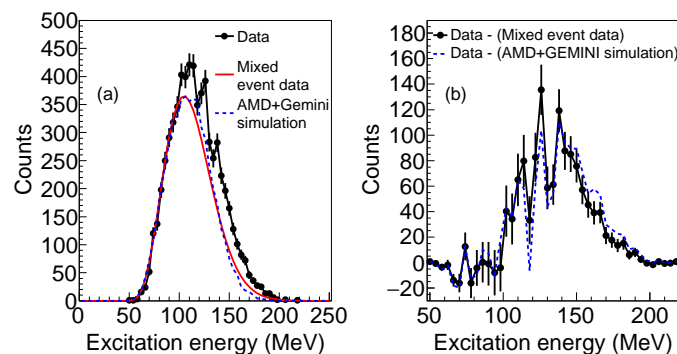 500
450
400
350
300
250
200
150
100
50
0
Counts
(a)
Data
Mixed
event data
AMD+Gemini
simulation
0 50 100 150 200 250
Excitation energy (MeV)
180
160
140
120
100
80
60
40
20
0
−20
Counts
(b)
Data - (Mixed event data)
Data - (AMD+GEMINI simulation)
50 100 150 200
Excitation energy (MeV)